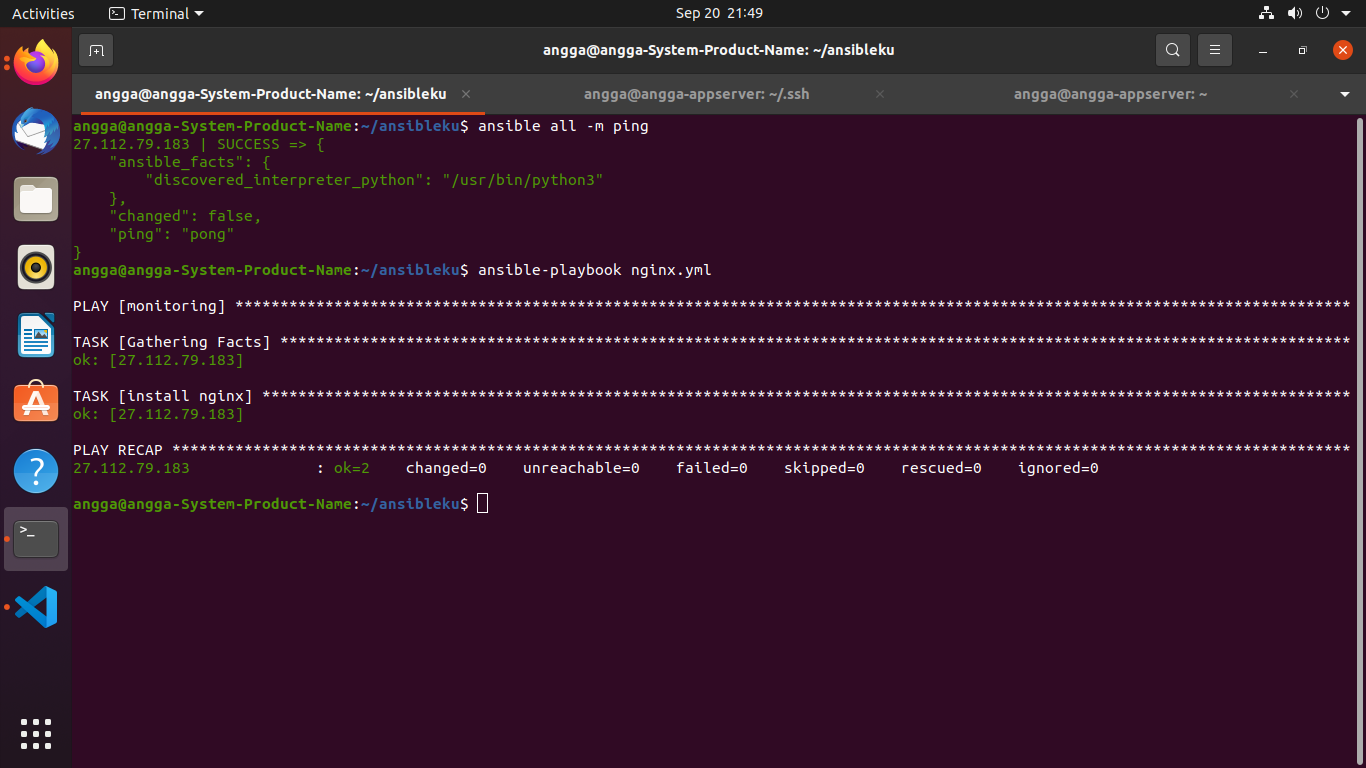 Activities
Terminal
Sep 20 21:49
angga@angga-System-Product-Name: ~/ansibleku
angga@angga-System-Product-Name: ~/ansibleku
angga@angga-appserver: ~/.ssh
angga@angga-appserver: ~
angga@angga-System-Product-Name:~/ansibleku$ ansible all -m ping
27.112.79.183 | SUCCESS => {
    "ansible_facts": {
        "discovered_interpreter_python": "/usr/bin/python3"
    },
    "changed": false,
    "ping": "pong"
}
angga@angga-System-Product-Name:~/ansibleku$ ansible-playbook nginx.yml
PLAY [monitoring] ****************************************************************************************************************************
TASK [Gathering Facts] ***********************************************************************************************************************
ok: [27.112.79.183]
TASK [install nginx] *************************************************************************************************************************
ok: [27.112.79.183]
PLAY RECAP ***********************************************************************************************************************************
27.112.79.183              : ok=2    changed=0    unreachable=0    failed=0    skipped=0    rescued=0    ignored=0
angga@angga-System-Product-Name:~/ansibleku$